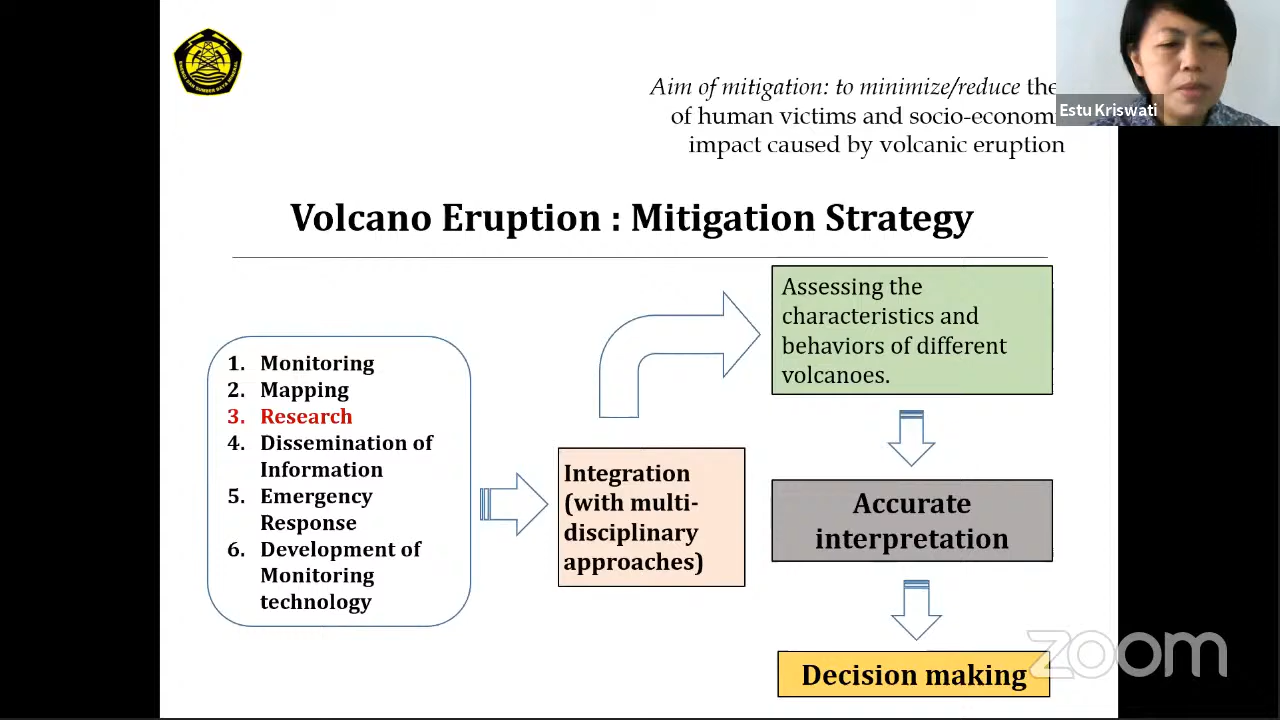 Aim of mitigation: to minimize/reduce the
of human victims and socio-econom
impact caused by volcanic eruption
Estu Kriswati
Volcano Eruption : Mitigation Strategy
1. Monitoring
2. Mapping
3. Research
4. Dissemination of
Information
5. Emergency
Response
6. Development of
Monitoring
technology
Integration
(with multi-
disciplinary
approaches)
Assessing the
characteristics and
behaviors of different
volcanoes.
Accurate
interpretation
Decision making
zoom